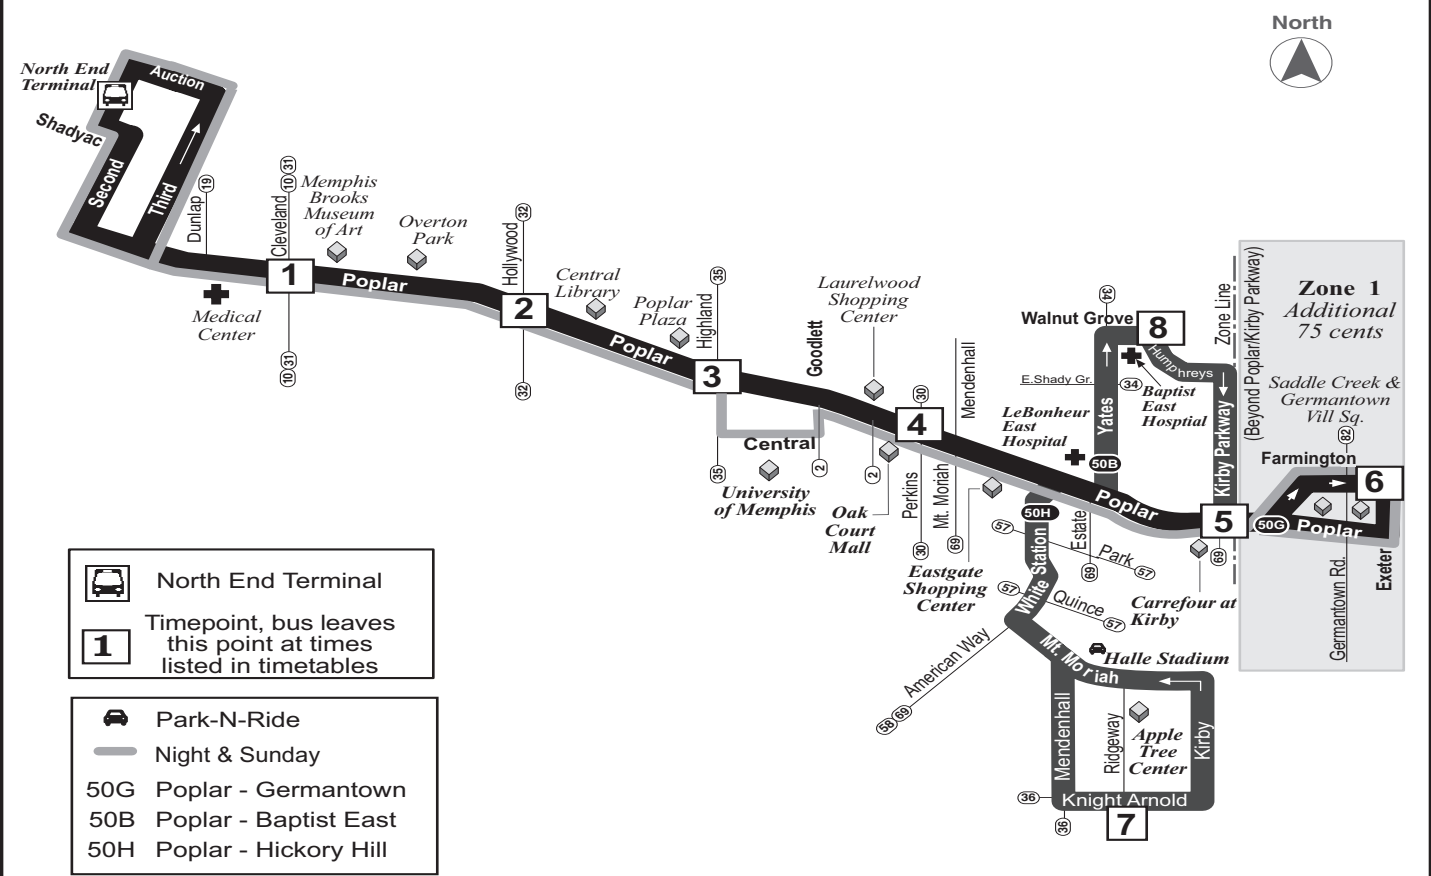 North
North End
Terminal
Auction
Shadyac
Second
Third
Dunlap
19
Cleveland
10
31
Memphis
Brooks
Museum
of Art
Overton
Park
1
Poplar
Medical
Center
10
31
Hollywood
32
2
32
Central
Library
Poplar
Plaza
Poplar
Highland
35
3
35
Central
University
of Memphis
Goodlett
2
Laurelwood
Shopping
Center
2
Oak
Court
Mall
30
4
Perkins
30
Mendenhall
Mt. Moriah
69
Eastgate
Shopping
Center
LeBonheur
East
Hospital
E.Shady Gr.
34
34
Walnut Grove
8
Humphreys
Baptist
East
Hosptial
Yates
50B
Poplar
50H
White Station
57
Park
57
57
Quince
57
Estate
69
Kirby Parkway
Zone Line
(Beyond Poplar/Kirby Parkway)
5
69
Carrefour at
Kirby
Zone 1
Additional
75 cents
Saddle Creek &
Germantown
Vill Sq.
82
Farmington
6
50G
Poplar
Exeter
Germantown Rd.
American Way
58
69
Mt. Moriah
Halle Stadium
Mendenhall
Ridgeway
Apple
Tree
Center
Kirby
36
Knight Arnold
36
7
North End Terminal
1
Timepoint, bus leaves
this point at times
listed in timetables
Park-N-Ride
Night & Sunday
50G Poplar - Germantown
50B Poplar - Baptist East
50H Poplar - Hickory Hill